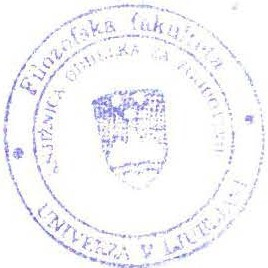 Filozofska fakulteta
KNJIŽNICA ODDELKA ZA
UNIVERZA V LJUBLJANI